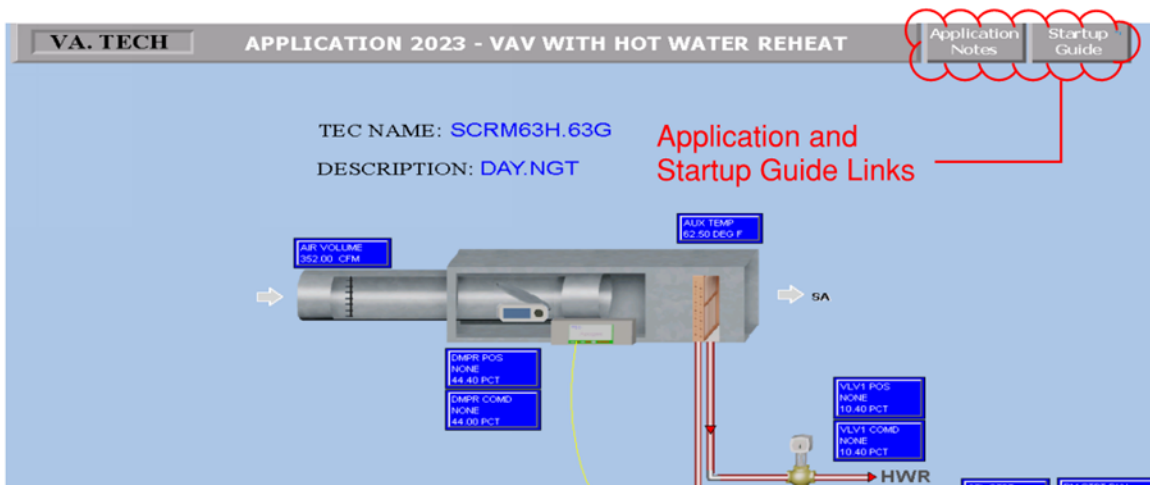 VA. TECH
APPLICATION 2023 - VAV WITH HOT WATER REHEAT
Application
Notes
Startup
Guide
TEC NAME: SCRM63H.63G
DESCRIPTION: DAY.NGT
Application and
Startup Guide Links
AUX TEMP
62.50 DEG F
AIR VOLUME
352.00 CFM
SA
DMPR POS
NONE
44.40 PCT
DMPR COMD
NONE
44.00 PCT
VLV1 POS
NONE
10.40 PCT
VLV1 COMD
NONE
10.40 PCT
HWR